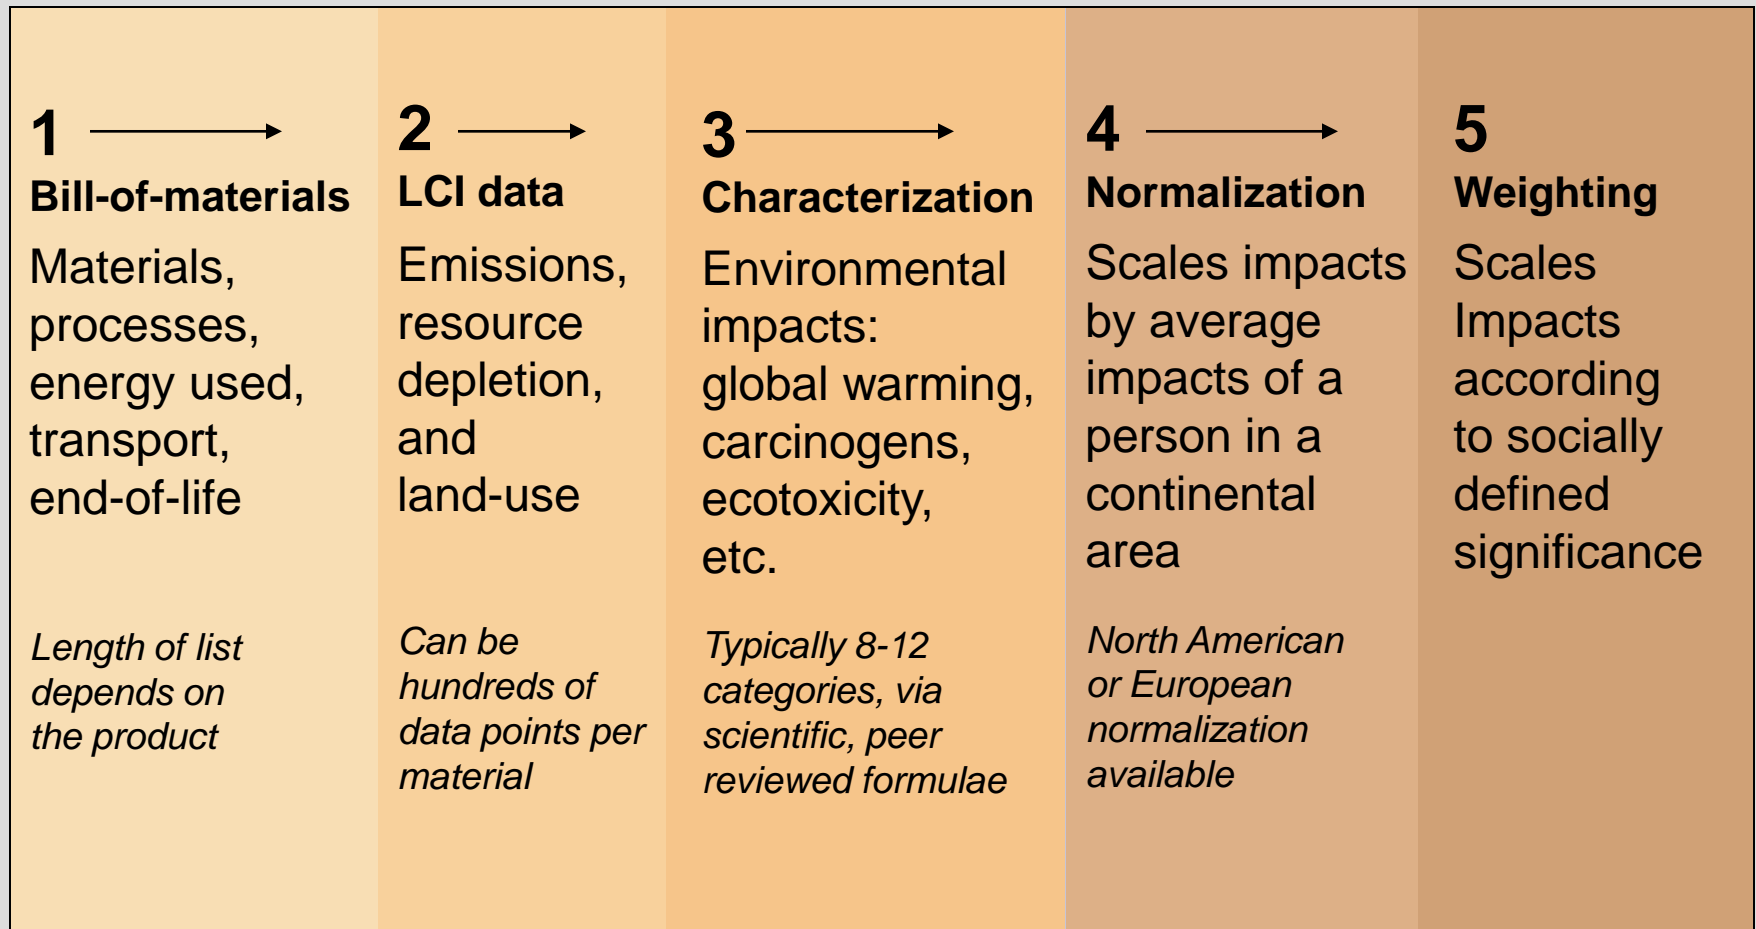 1
Bill-of-materials
Materials,
processes,
energy used,
transport,
end-of-life
Length of list
depends on
the product
2
LCI data
Emissions,
resource
depletion,
and
land-use
Can be
hundreds of
data points per
material
3
Characterization
Environmental
impacts:
global warming,
carcinogens,
ecotoxicity,
etc.
Typically 8-12
categories, via
scientific, peer
reviewed formulae
4
Normalization
Scales impacts
by average
impacts of a
person in a
continental
area
North American
or European
normalization
available
5
Weighting
Scales
Impacts
according
to socially
defined
significance